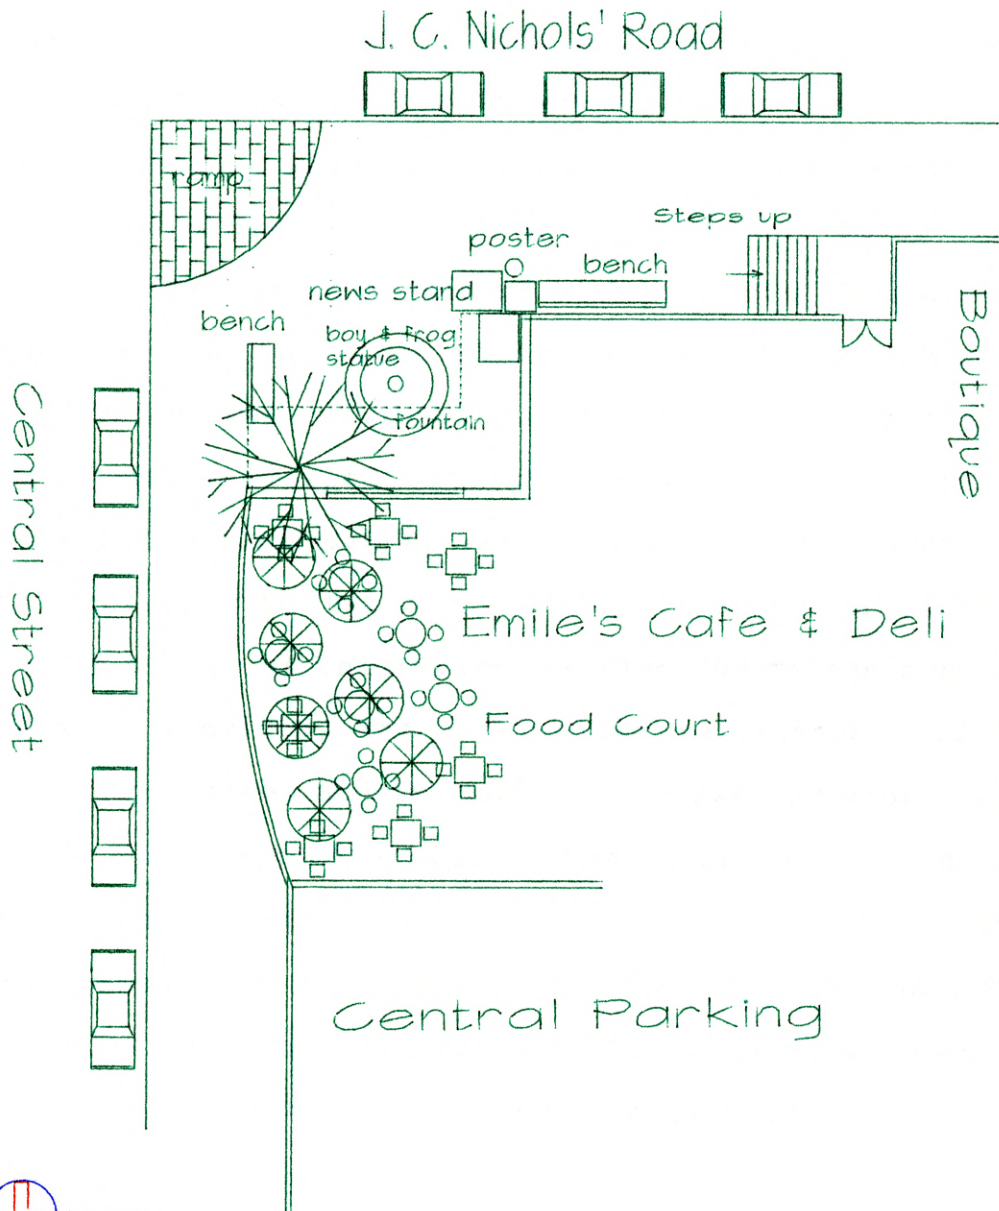 J. C. Nichols' Road
ramp
Steps up
poster
bench
news stand
bench
boy & frog
statue
fountain
Boutique
Central Street
Emile's Cafe & Deli
Food Court
Central Parking